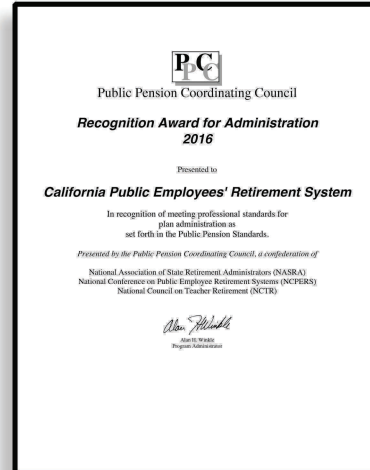 PPCC
Public Pension Coordinating Council
Recognition Award for Administration
2016
Presented to
California Public Employees' Retirement System
In recognition of meeting professional standards for
plan administration as
set forth in the Public Pension Standards.
Presented by the Public Pension Coordinating Council, a confederation of
National Association of State Retirement Administrators (NASRA)
National Conference on Public Employee Retirement Systems (NCPERS)
National Council on Teacher Retirement (NCTR)
Alan H. Winkle
Alan H. Winkle
Program Administrator